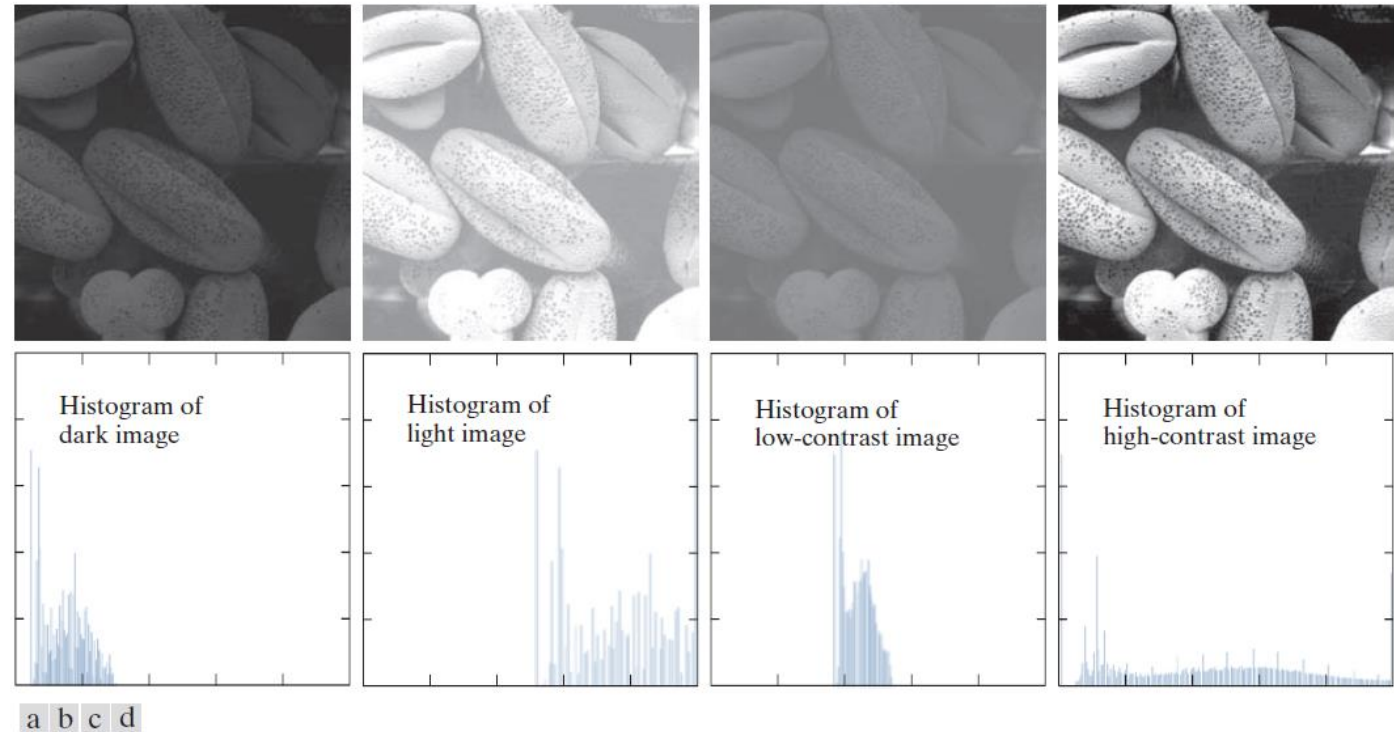 Histogram of
dark image
Histogram of
light image
Histogram of
low-contrast image
Histogram of
high-contrast image
a b c d